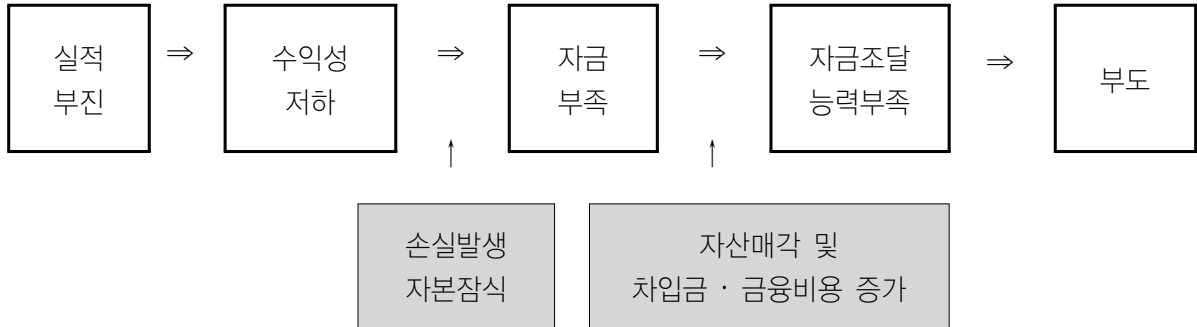 실적
부진
⇒
수익성
저하
⇒
자금
부족
⇒
자금조달
능력부족
⇒
부도
↑
↑
손실발생
자본잠식
자산매각 및
차입금 · 금융비용 증가